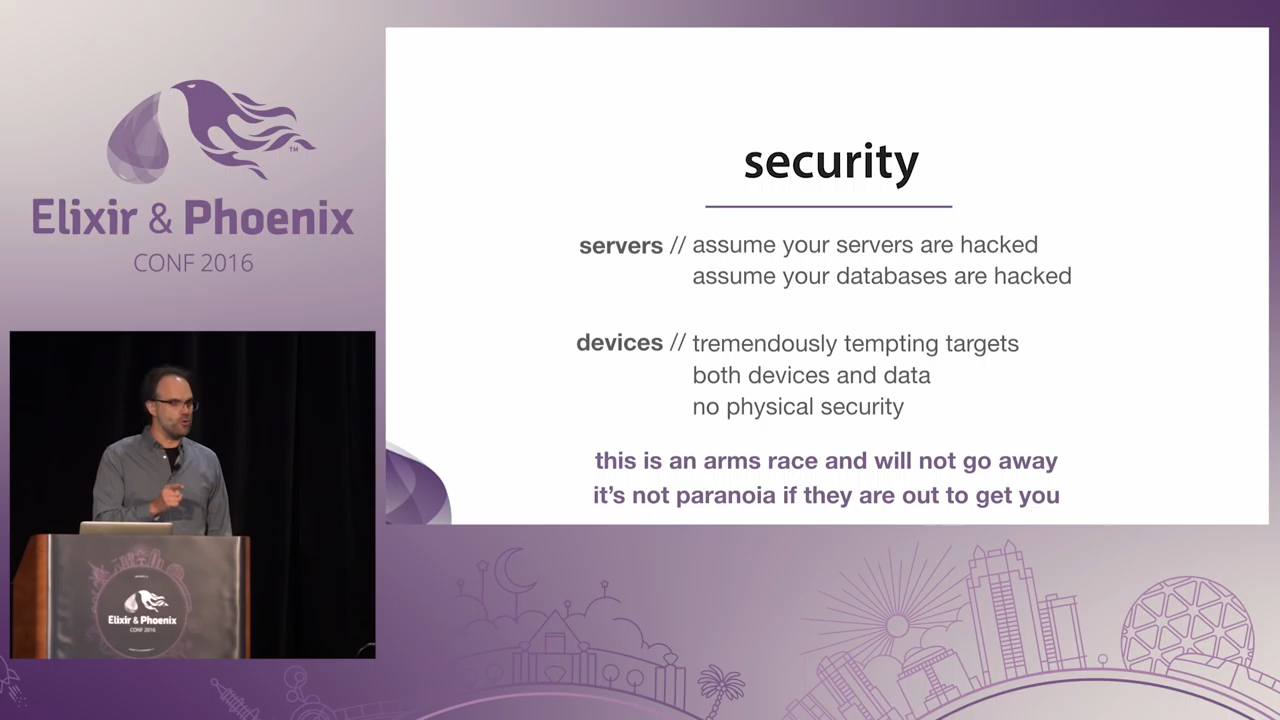 TM
Elixir & Phoenix
CONF 2016
security
servers // assume your servers are hacked
assume your databases are hacked
devices // tremendously tempting targets
both devices and data
no physical security
this is an arms race and will not go away
it's not paranoia if they are out to get you
Elixir & Phoenix
CONF 2016